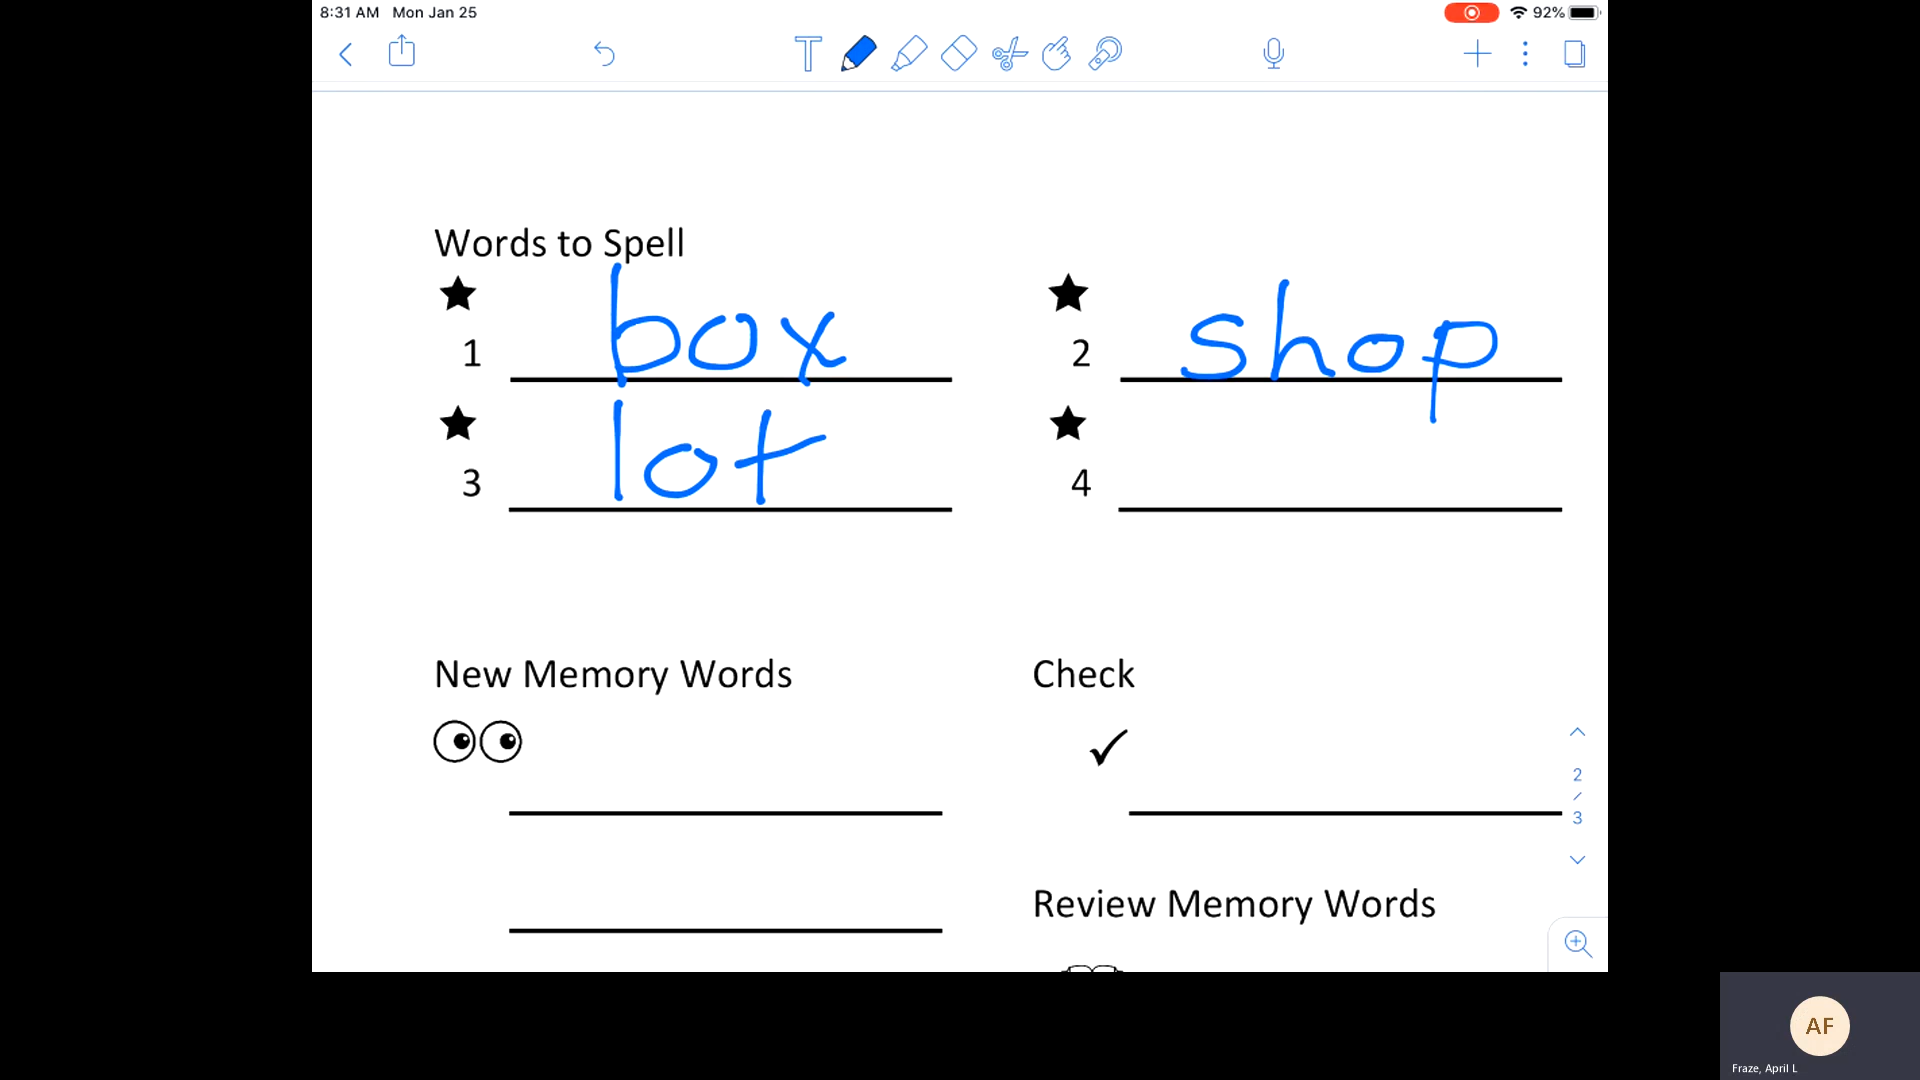 8:31 AM Mon Jan 25
92%
T
Words to Spell
1 box
2 shop
3 lot
4
New Memory Words
Check
2
/
3
Review Memory Words
AF
Fraze, April L